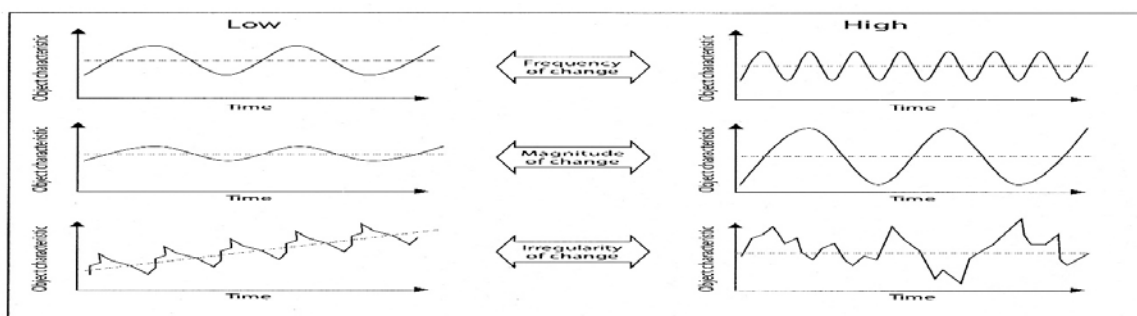 Low
High
Object characteristic
Time
Frequency
of change
Object characteristic
Time
Object characteristic
Time
Magnitude
of change
Object characteristic
Time
Object characteristic
Time
Irregularity
of change
Object characteristic
Time